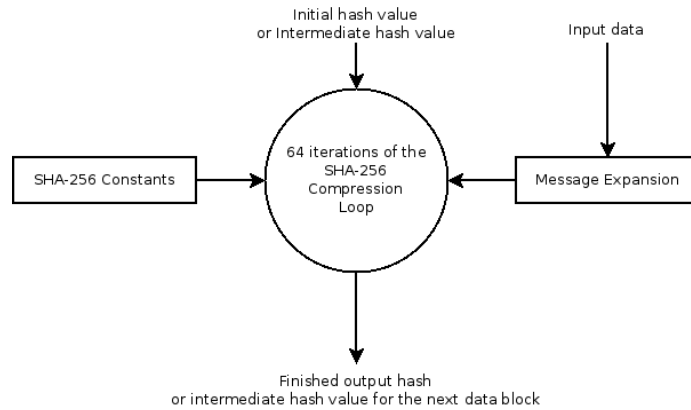 Initial hash value
or Intermediate hash value
Input data
64 iterations of the
SHA-256
Compression
Loop
SHA-256 Constants
Message Expansion
Finished output hash
or intermediate hash value for the next data block